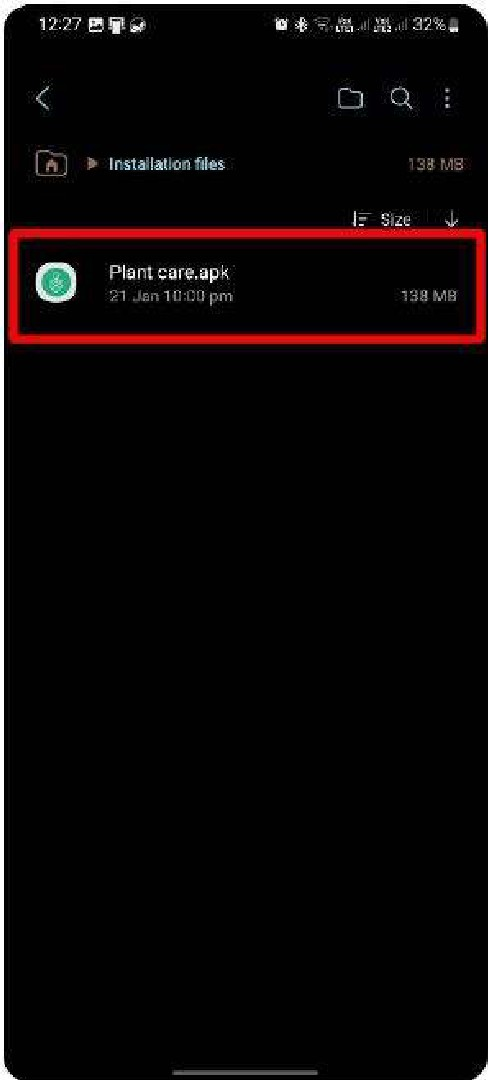 12:27
32%
Installation files
138 MB
Size
Plant care.apk
21 Jan 10:00 pm
138 MB